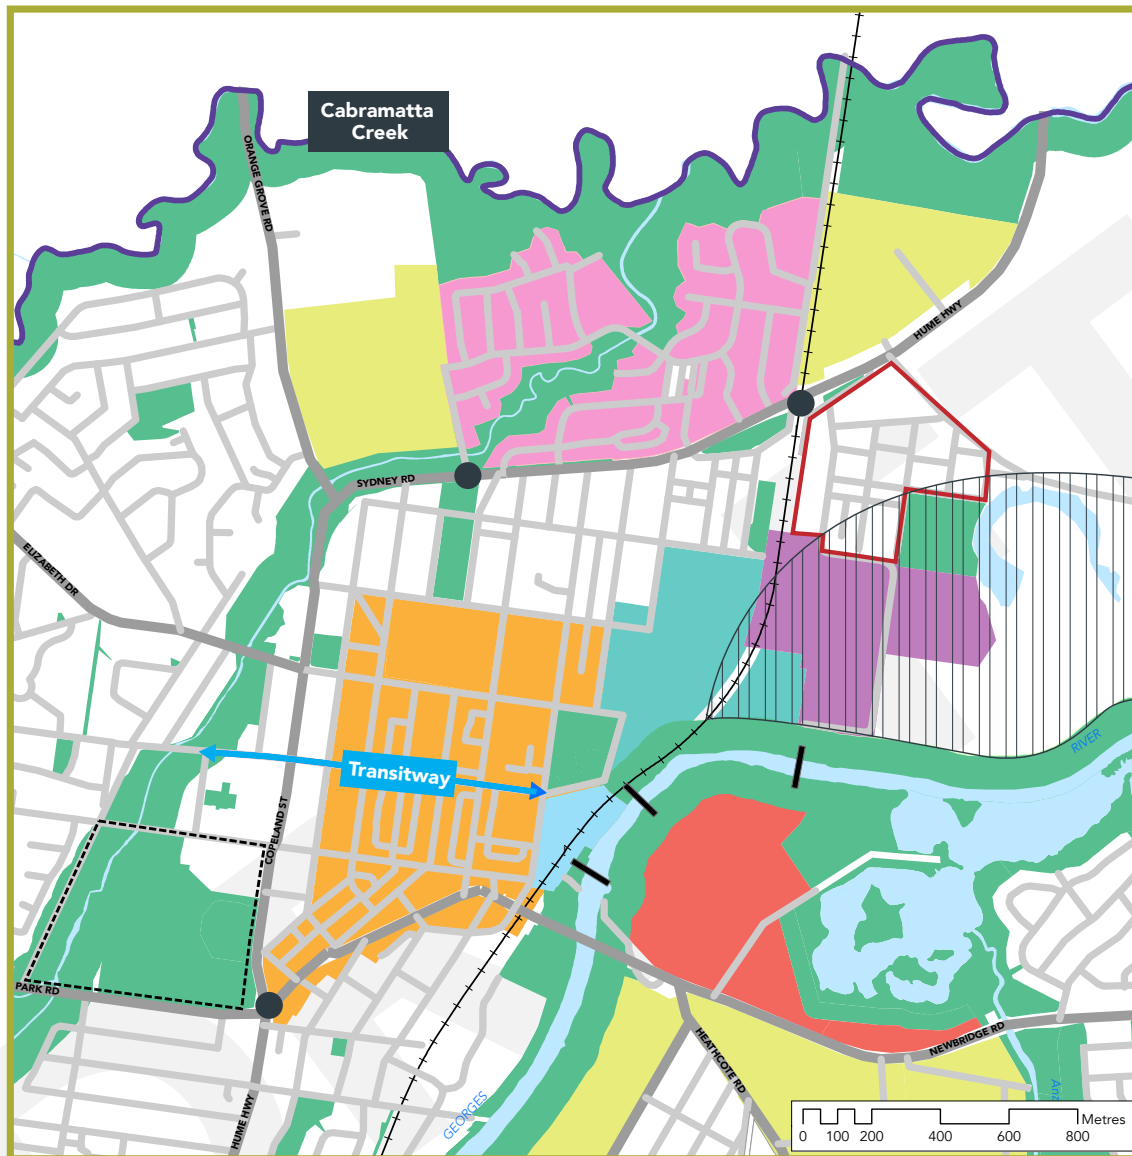 Cabramatta
Creek
ORANGE GROVE RD
HUME HWY
SYDNEY RD
ELIZABETH DR
RIVER
Transitway
COPELAND ST
PARK RD
NEWBRIDGE RD
HEATHCOTE RD
GEORGES
HUME HWY
Anz
Metres
0 100 200 400 600 800